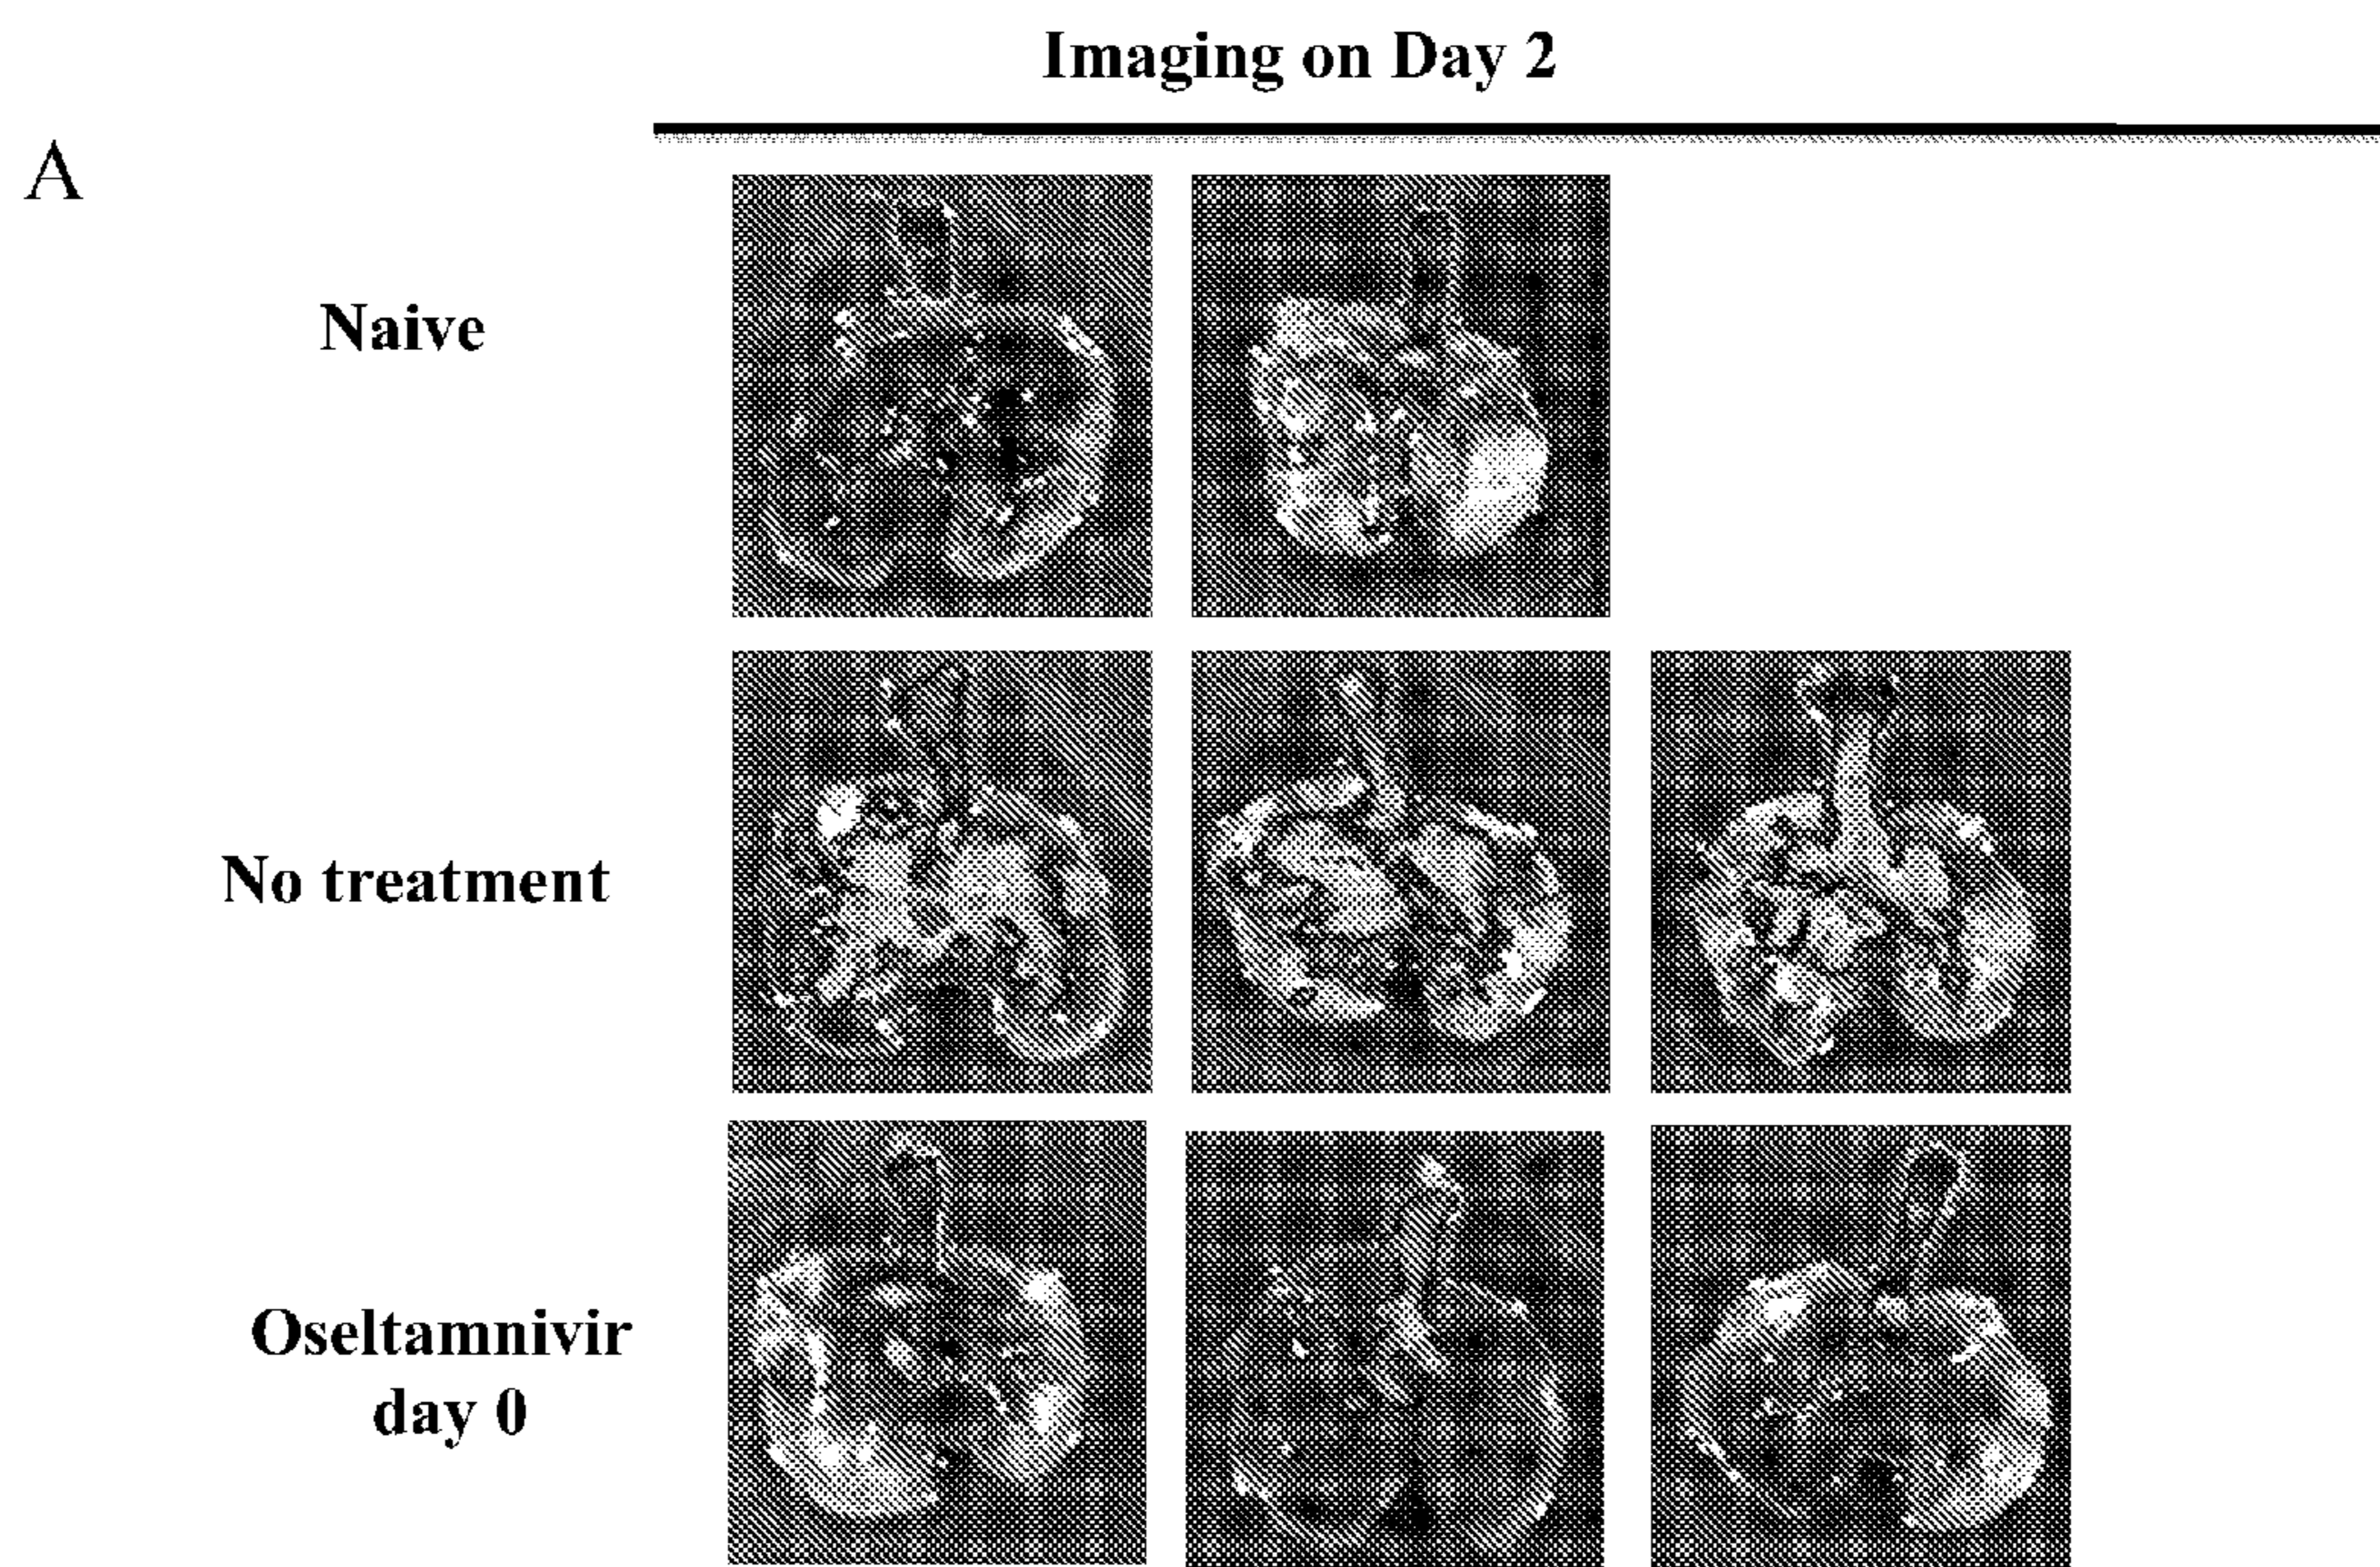 Imaging on Day 2
A
Naive
No treatment
Oseltamnivir
day 0